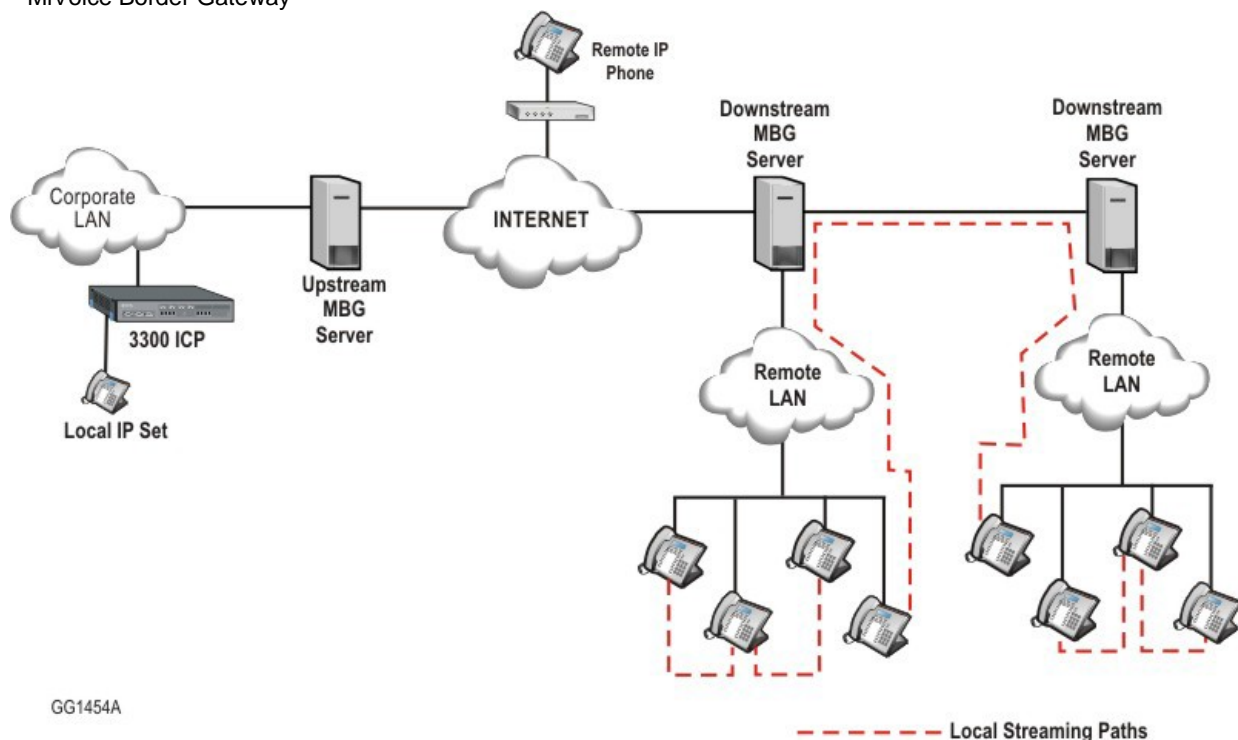 MiVoice Border Gateway
Remote IP
Phone
Downstream
MBG
Server
Downstream
MBG
Server
Corporate
LAN
INTERNET
Upstream
MBG
Server
3300 ICP
Local IP Set
Remote
LAN
Remote
LAN
GG1454A
Local Streaming Paths